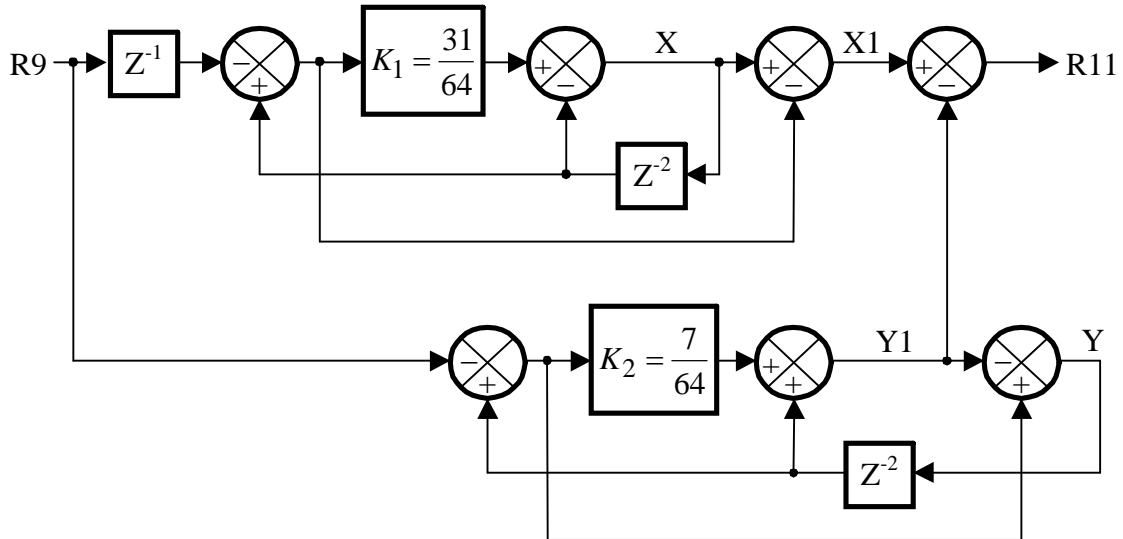 R9
Z⁻¹
−
+
K₁ = 31/64
+
−
X
+
−
X1
+
−
R11
Z⁻²
−
+
K₂ = 7/64
+
+
Y1
−
+
Y
Z⁻²